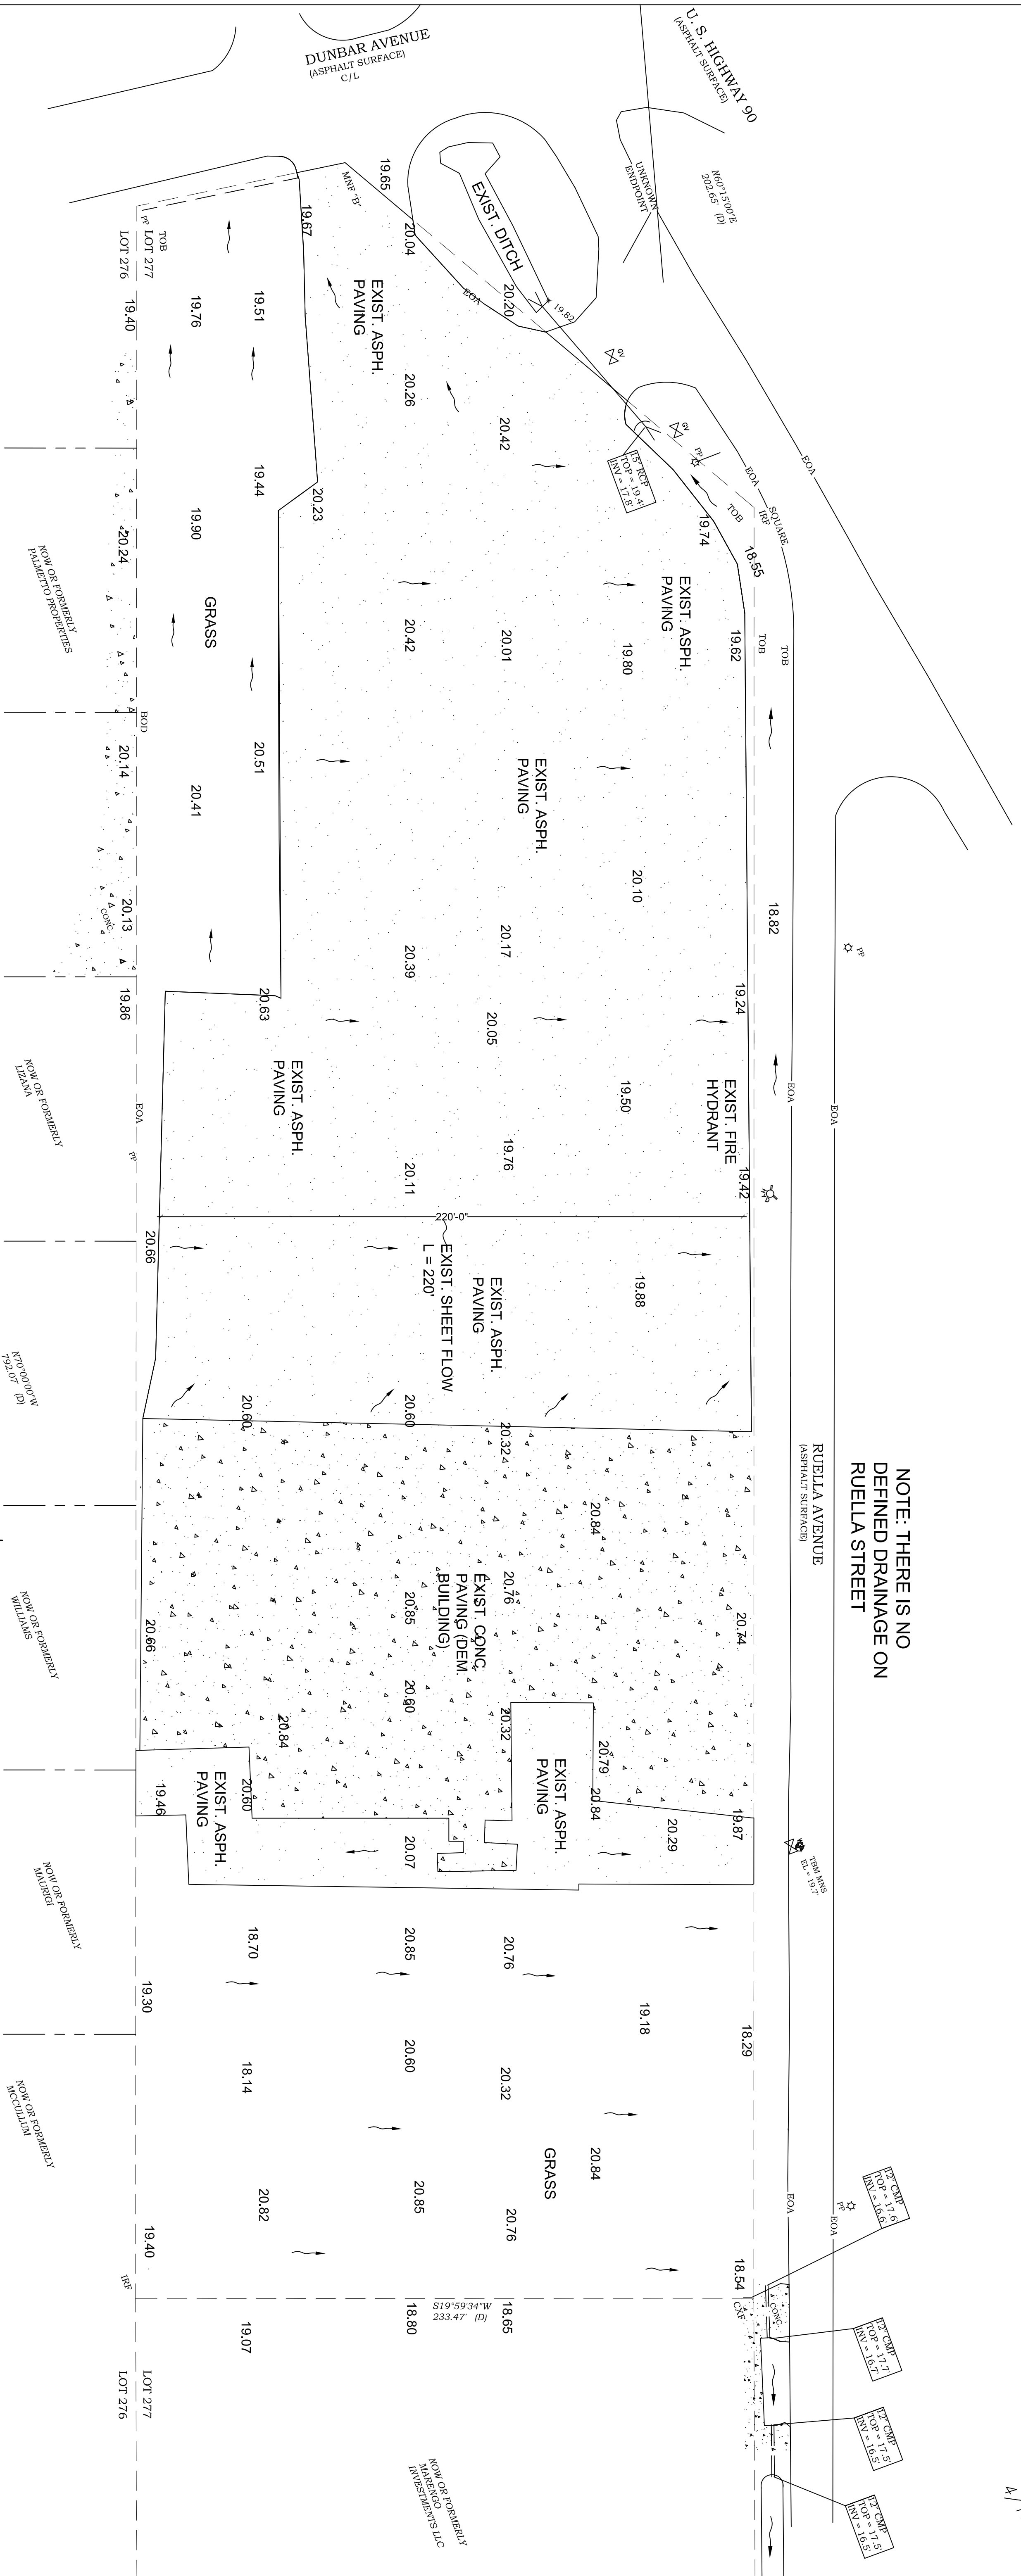 U. S. HIGHWAY 90
(ASPHALT SURFACE)
DUNBAR AVENUE
(ASPHALT SURFACE)
C/L
N60°15'00"E
202.65' (D)
UNKNOWN
ENDPOINT
MNF "B"
19.65
20.04
EXIST. DITCH
19.82
20.20
EOA
GV
GV
PP
15" RCP
TOP = 19.4'
INV = 17.8'
EOA
EOA
SQUARE
IRF
TOB
18.55
19.74
TOB
TOB
19.62
19.67
PP
TOB
LOT 277
LOT 276
19.40
19.76
19.51
EXIST. ASPH.
PAVING
20.26
20.42
19.44
19.90
20.23
20.24
GRASS
20.42
20.01
19.80
EXIST. ASPH.
PAVING
NOW OR FORMERLY
PALMETTO PROPERTIES
BOD
20.14
20.41
20.51
EXIST. ASPH.
PAVING
20.13
CONC.
20.39
20.17
20.10
18.82
PP
19.86
20.63
20.05
19.24
NOW OR FORMERLY
LIZANA
EOA
PP
EXIST. ASPH.
PAVING
20.11
19.76
19.50
EXIST. FIRE
HYDRANT
19.42
EOA
EOA
220'-0"
20.66
EXIST. SHEET FLOW
L = 220'
EXIST. ASPH.
PAVING
19.88
N70°00'00"W
792.07' (D)
20.60
20.60
20.32
20.84
RUELLA AVENUE
(ASPHALT SURFACE)
NOTE: THERE IS NO
DEFINED DRAINAGE ON
RUELLA STREET
NOW OR FORMERLY
WILLIAMS
20.66
EXIST. CONC.
PAVING (DEM.
BUILDING)
20.85
20.76
20.74
20.84
20.60
20.32
20.79
20.84
19.87
19.46
EXIST. ASPH.
PAVING
20.60
20.07
EXIST. ASPH.
PAVING
20.29
TBM MNS
EL = 19.7'
NOW OR FORMERLY
MAURIGI
18.70
20.85
20.76
19.30
19.18
18.29
NOW OR FORMERLY
MCCULLUM
18.14
20.60
20.32
GRASS
20.84
20.82
20.85
20.76
19.40
IRF
EOA
EOA
PP
18.54
CXF
CONC.
S19°59'34"W
233.47' (D)
19.07
18.80
18.65
LOT 277
LOT 276
12" CMP
TOP = 17.6'
INV = 16.6'
12" CMP
TOP = 17.7'
INV = 16.7'
12" CMP
TOP = 17.5'
INV = 16.5'
12" CMP
TOP = 17.5'
INV = 16.5'
NOW OR FORMERLY
MARENGO
INVESTMENTS LLC